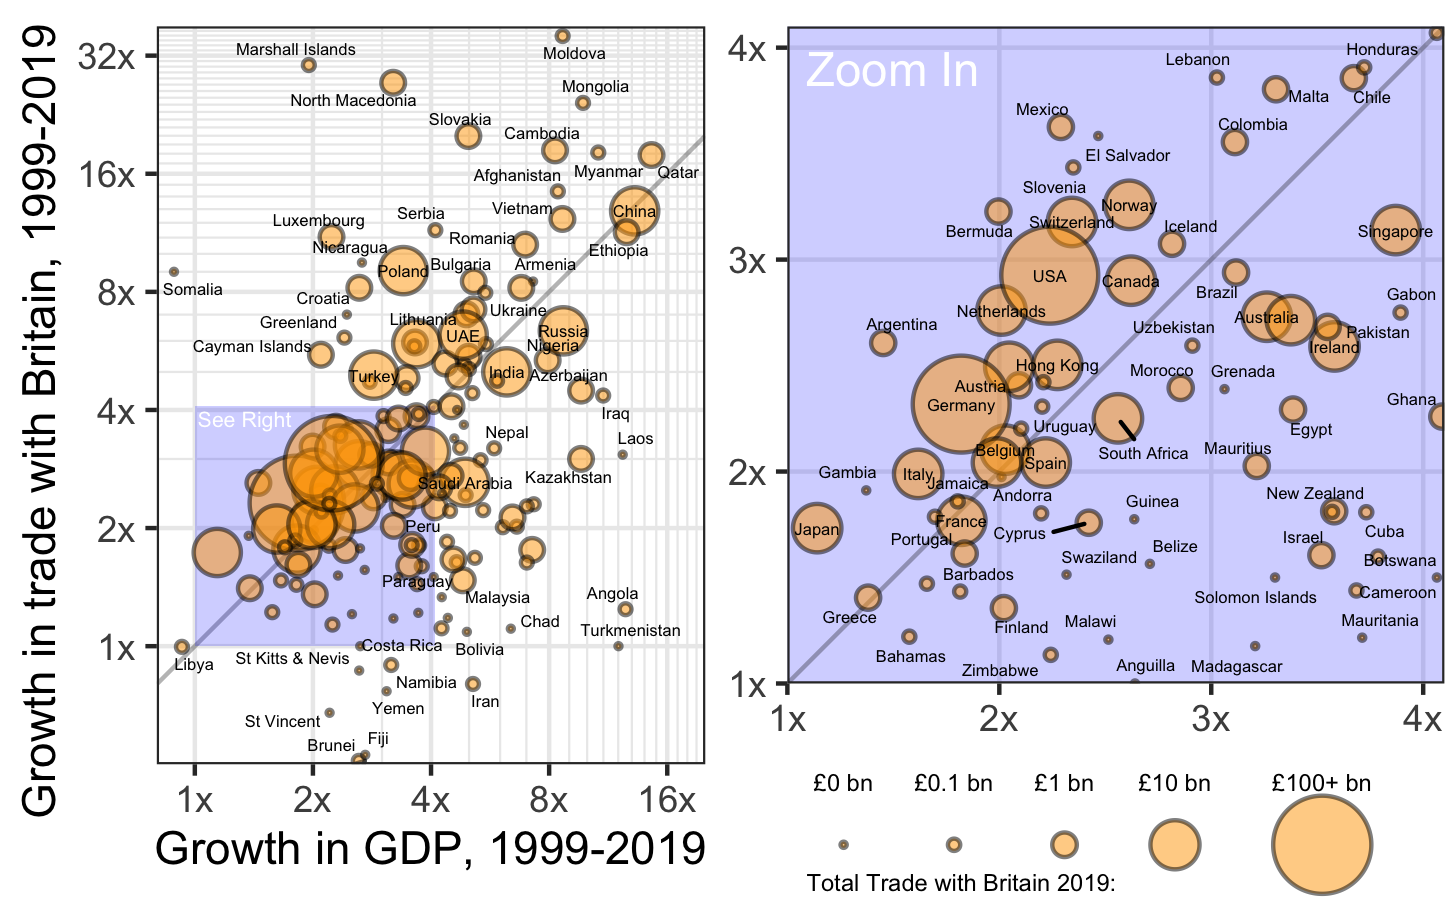 Growth in trade with Britain, 1999-2019
32x
16x
8x
4x
2x
1x
Marshall Islands
Moldova
North Macedonia
Mongolia
Slovakia
Cambodia
Afghanistan
Myanmar
Qatar
Luxembourg
Serbia
Vietnam
China
Nicaragua
Romania
Ethiopia
Somalia
Poland
Bulgaria
Armenia
Croatia
Greenland
Lithuania
Ukraine
Cayman Islands
UAE
Russia
Nigeria
Turkey
India
Azerbaijan
Iraq
See Right
Nepal
Laos
Saudi Arabia
Kazakhstan
Peru
Paraguay
Malaysia
Angola
Chad
Turkmenistan
Libya
St Kitts & Nevis
Costa Rica
Bolivia
Namibia
Iran
Yemen
St Vincent
Brunei
Fiji
1x
2x
4x
8x
16x
Growth in GDP, 1999-2019
Zoom In
4x
3x
2x
1x
Honduras
Lebanon
Malta
Chile
Mexico
Colombia
El Salvador
Slovenia
Bermuda
Switzerland
Norway
Iceland
Singapore
USA
Canada
Netherlands
Brazil
Gabon
Argentina
Uzbekistan
Australia
Pakistan
Ireland
Hong Kong
Austria
Germany
Morocco
Grenada
Ghana
Uruguay
South Africa
Egypt
Belgium
Spain
Mauritius
Gambia
Italy
Jamaica
Andorra
Guinea
New Zealand
Japan
France
Cyprus
Cuba
Portugal
Swaziland
Belize
Israel
Botswana
Barbados
Solomon Islands
Cameroon
Greece
Finland
Malawi
Mauritania
Bahamas
Zimbabwe
Anguilla
Madagascar
1x
2x
3x
4x
£0 bn
£0.1 bn
£1 bn
£10 bn
£100+ bn
Total Trade with Britain 2019: